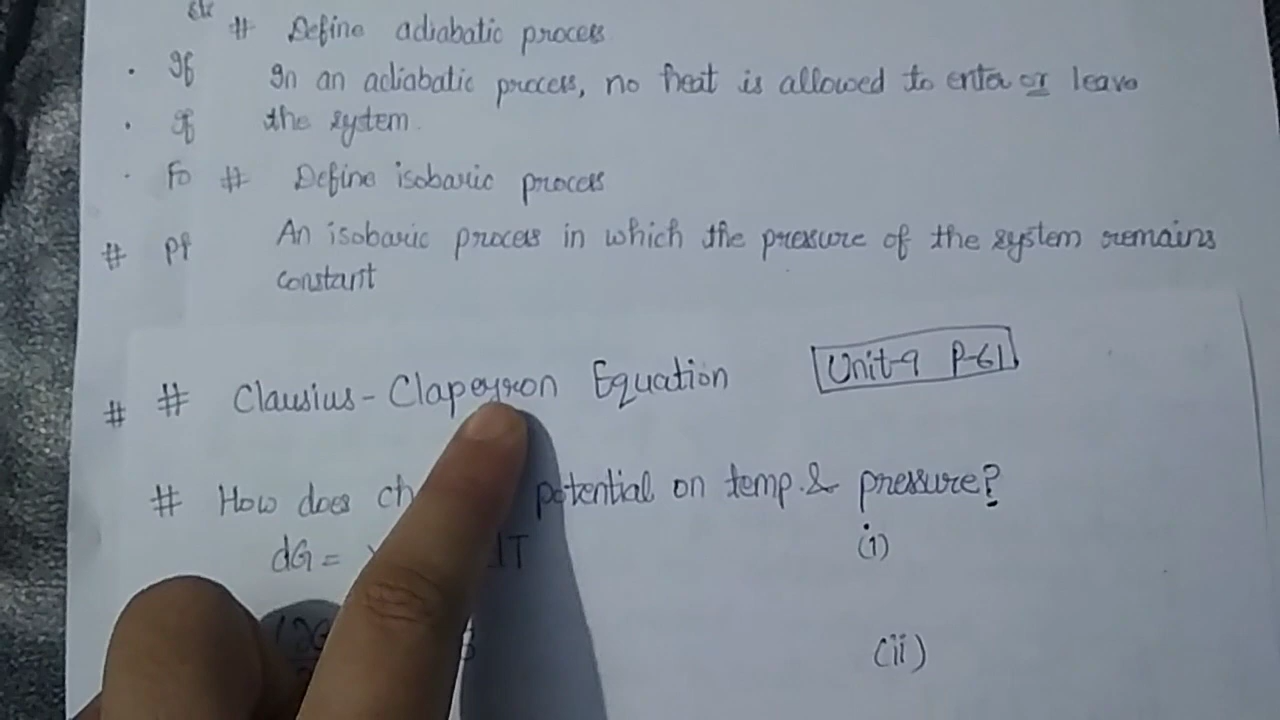 # Define adiabatic process
In an adiabatic process, no heat is allowed to enter or leave
the system.
# Define isobaric process
An isobaric process in which the pressure of the system remains
constant
# # Clausius - Clapeyron Equation Unit-9 P-61
# How does ch potential on temp. & pressure?
dG = dT (i)
(ii)